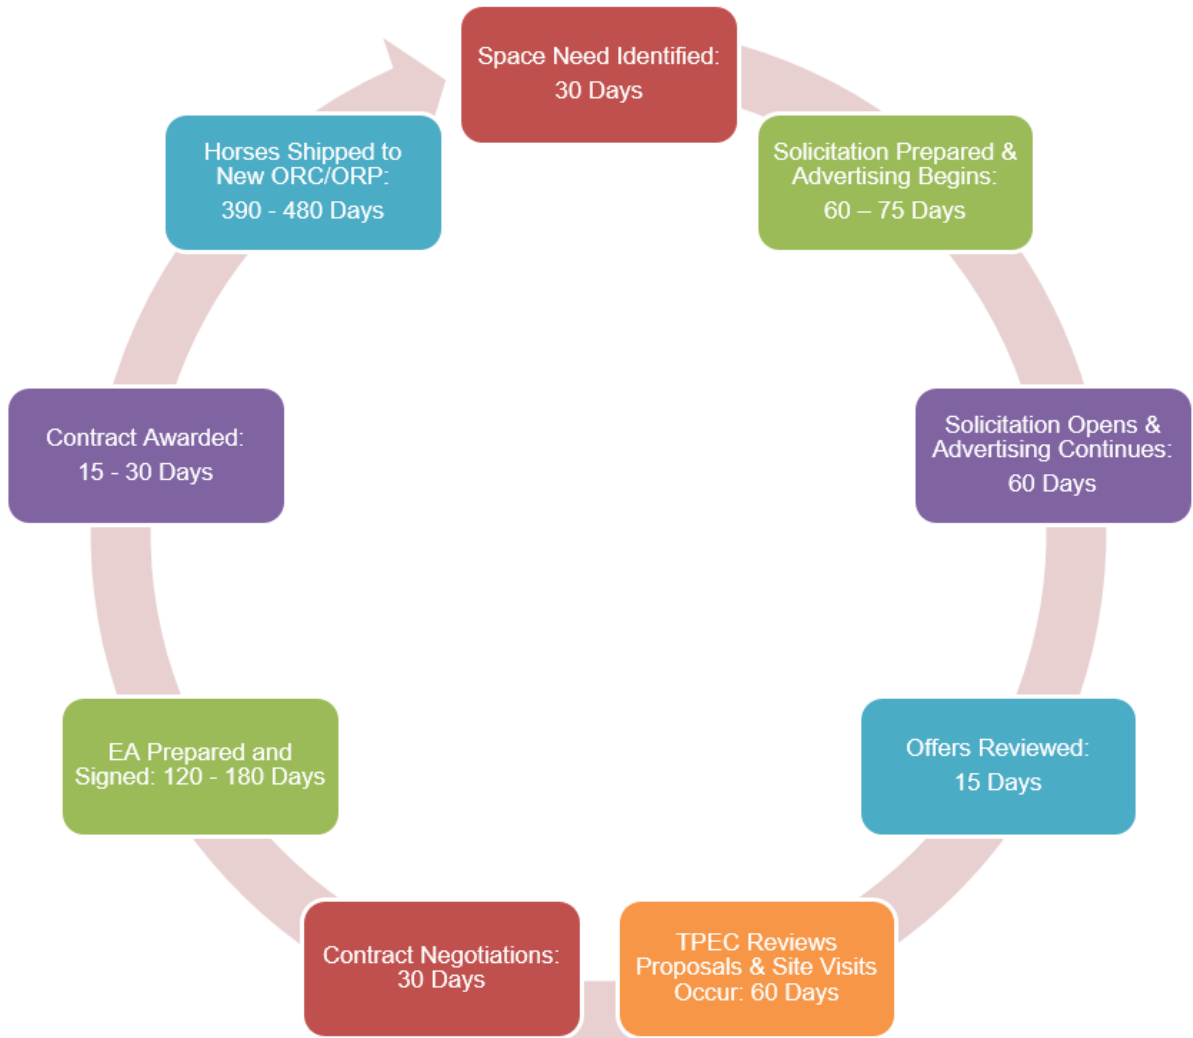 Space Need Identified:
30 Days
Solicitation Prepared &
Advertising Begins:
60 – 75 Days
Solicitation Opens &
Advertising Continues:
60 Days
Offers Reviewed:
15 Days
TPEC Reviews
Proposals & Site Visits
Occur: 60 Days
Contract Negotiations:
30 Days
EA Prepared and
Signed: 120 - 180 Days
Contract Awarded:
15 - 30 Days
Horses Shipped to
New ORC/ORP:
390 - 480 Days